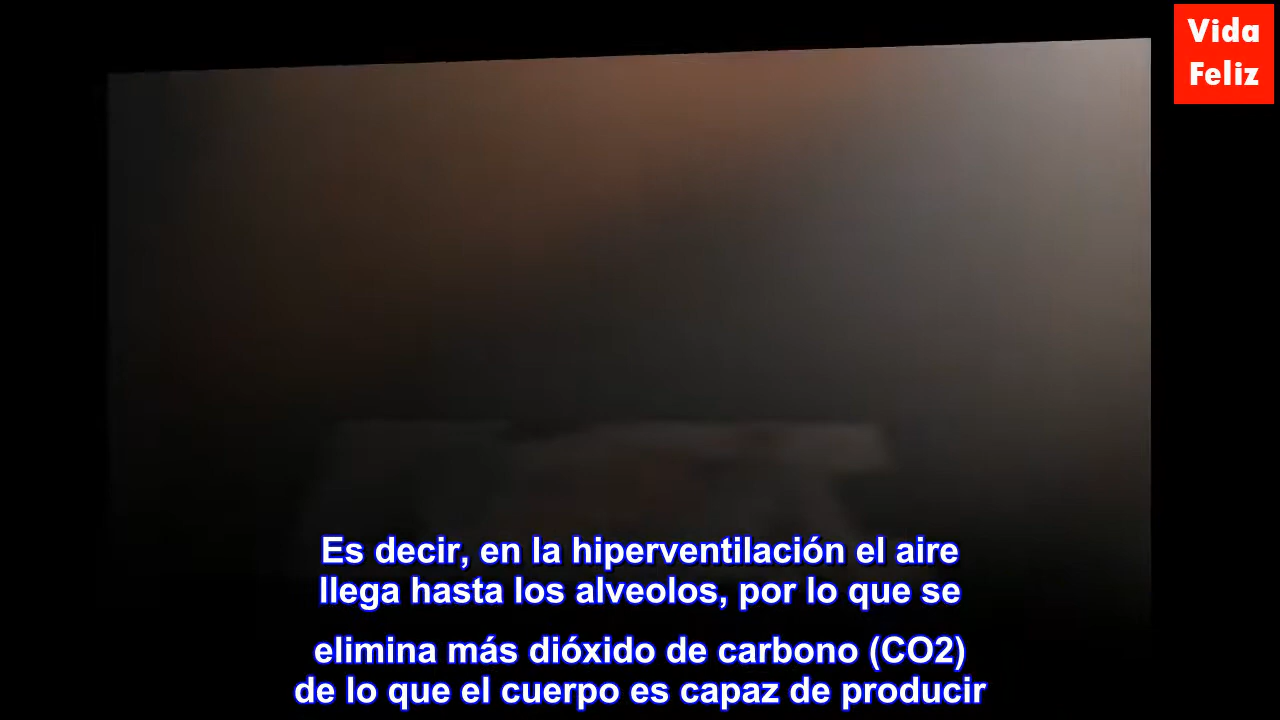 Vida
Feliz
Es decir, en la hiperventilación el aire
llega hasta los alveolos, por lo que se
elimina más dióxido de carbono (CO2)
de lo que el cuerpo es capaz de producir